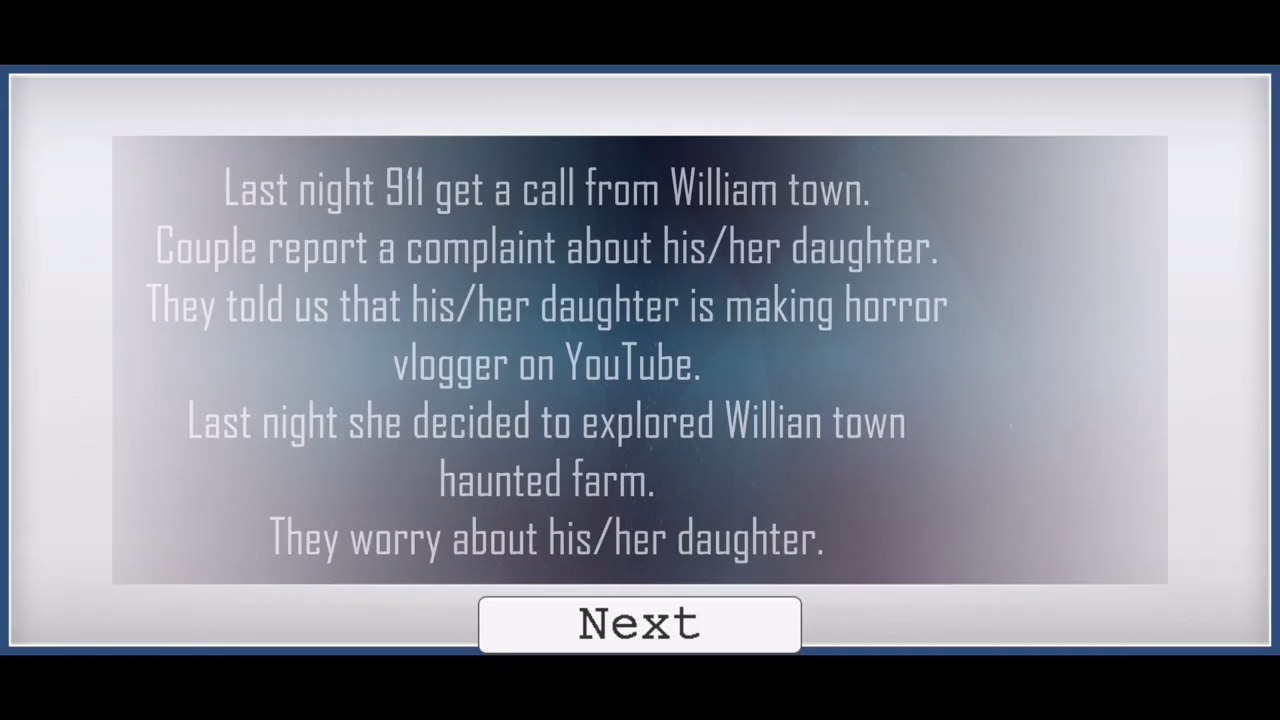 Last night 911 get a call from William town.
Couple report a complaint about his/her daughter.
They told us that his/her daughter is making horror
vlogger on YouTube.
Last night she decided to explored Willian town
haunted farm.
They worry about his/her daughter.
Next